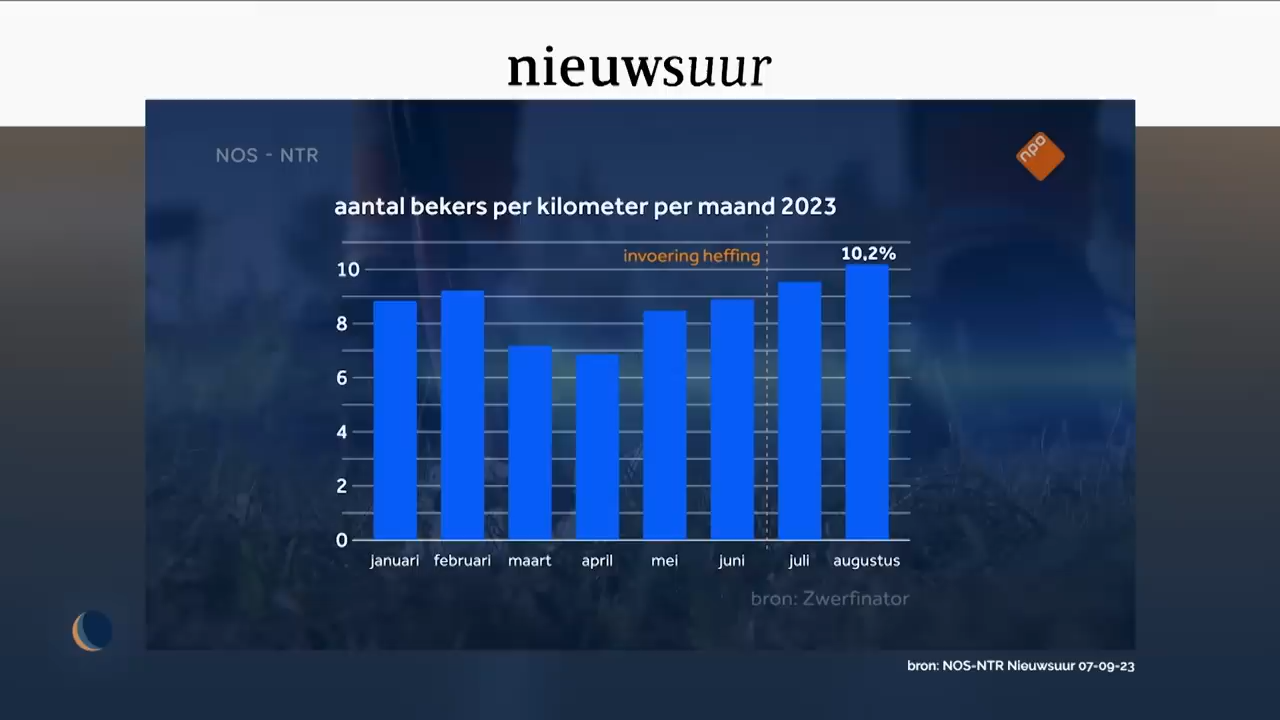 nieuwsuur
NOS - NTR
npo
aantal bekers per kilometer per maand 2023
invoering heffing
10,2%
10
8
6
4
2
0
januari februari maart april mei juni juli augustus
bron: Zwerfinator
bron: NOS-NTR Nieuwsuur 07-09-23